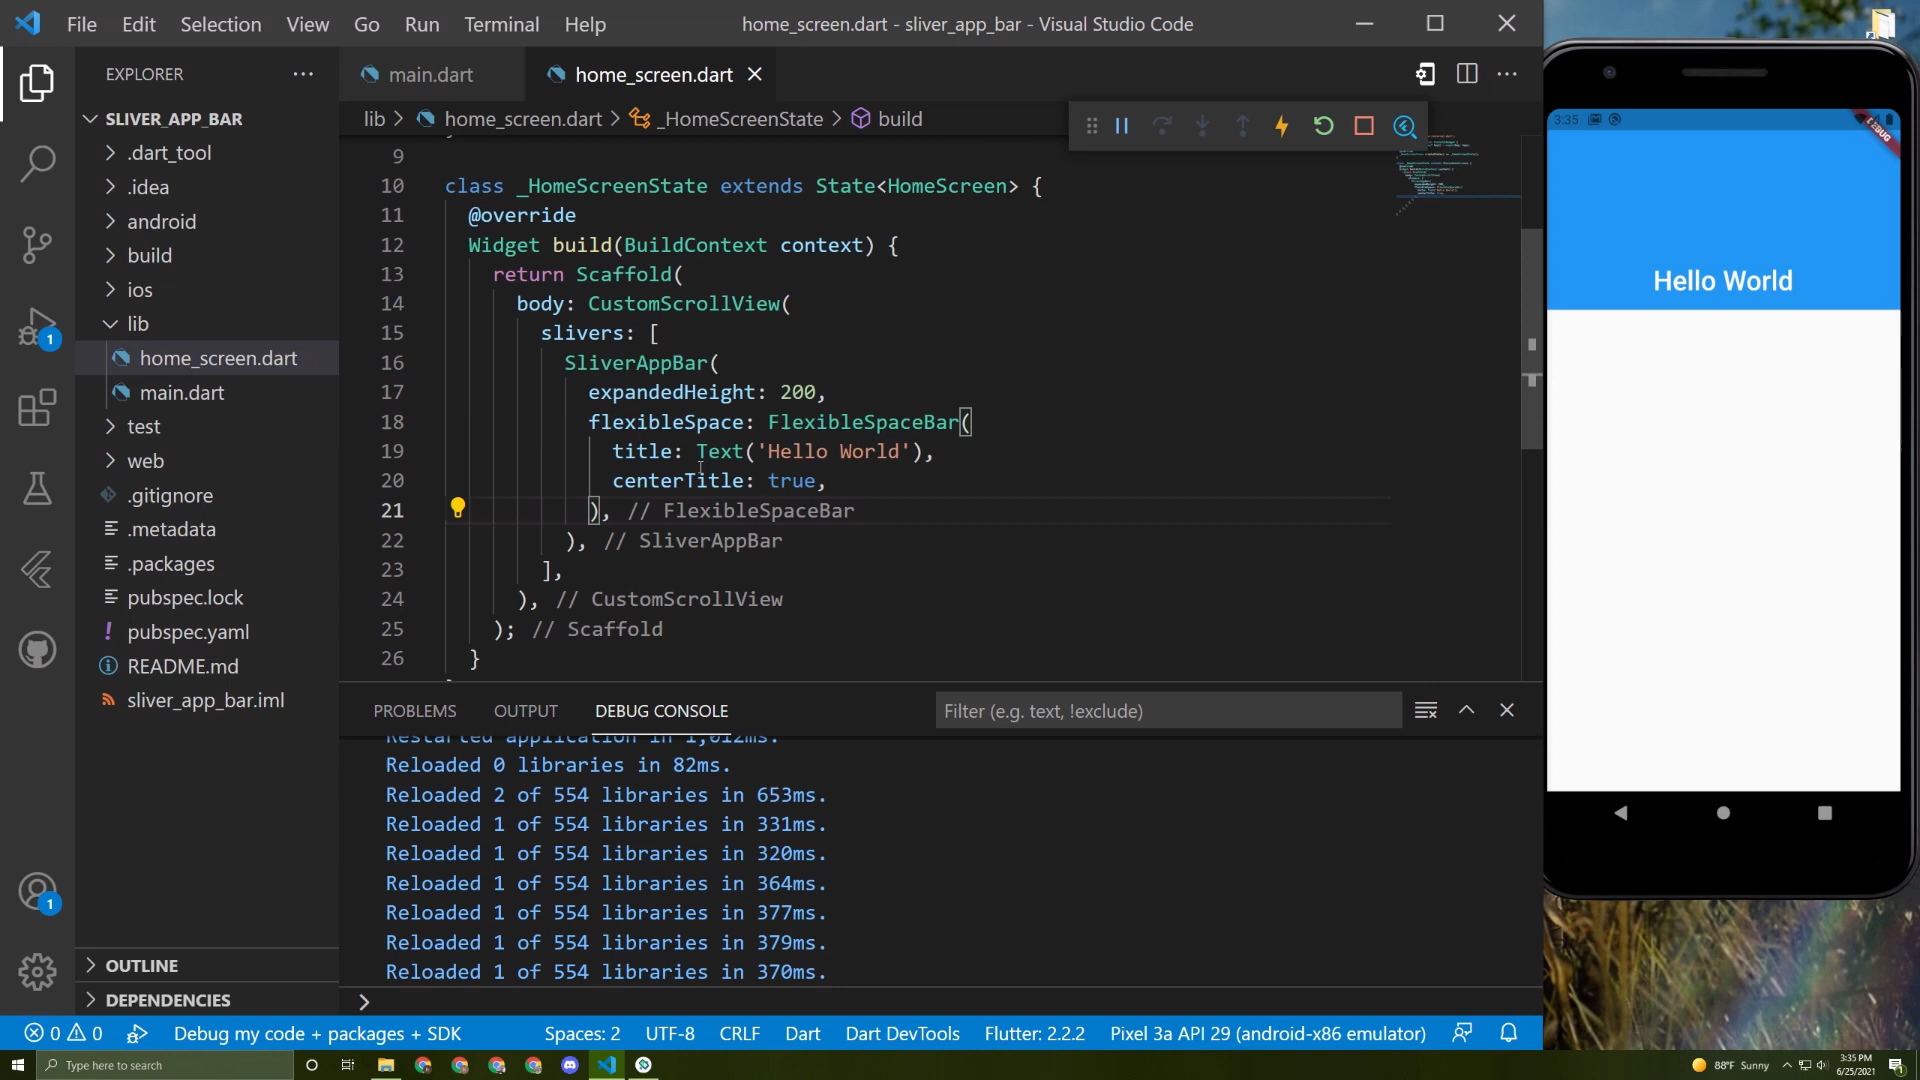 File Edit Selection View Go Run Terminal Help home_screen.dart - sliver_app_bar - Visual Studio Code
EXPLORER
main.dart
home_screen.dart
SLIVER_APP_BAR
lib > home_screen.dart > _HomeScreenState > build
.dart_tool
.idea
android
build
ios
lib
home_screen.dart
main.dart
test
web
.gitignore
.metadata
.packages
pubspec.lock
pubspec.yaml
README.md
sliver_app_bar.iml
OUTLINE
DEPENDENCIES
1
1
9
10 class _HomeScreenState extends State<HomeScreen> {
11 @override
12 Widget build(BuildContext context) {
13 return Scaffold(
14 body: CustomScrollView(
15 slivers: [
16 SliverAppBar(
17 expandedHeight: 200,
18 flexibleSpace: FlexibleSpaceBar(
19 title: Text('Hello World'),
20 centerTitle: true,
21 ), // FlexibleSpaceBar
22 ), // SliverAppBar
23 ],
24 ), // CustomScrollView
25 ); // Scaffold
26 }
PROBLEMS OUTPUT DEBUG CONSOLE Filter (e.g. text, !exclude)
Restarted application in 1,612ms.
Reloaded 0 libraries in 82ms.
Reloaded 2 of 554 libraries in 653ms.
Reloaded 1 of 554 libraries in 331ms.
Reloaded 1 of 554 libraries in 320ms.
Reloaded 1 of 554 libraries in 364ms.
Reloaded 1 of 554 libraries in 377ms.
Reloaded 1 of 554 libraries in 379ms.
Reloaded 1 of 554 libraries in 370ms.
0 0 Debug my code + packages + SDK Spaces: 2 UTF-8 CRLF Dart Dart DevTools Flutter: 2.2.2 Pixel 3a API 29 (android-x86 emulator)
3:35
DEBUG
Hello World
Type here to search
88°F Sunny
3:35 PM
6/25/2021